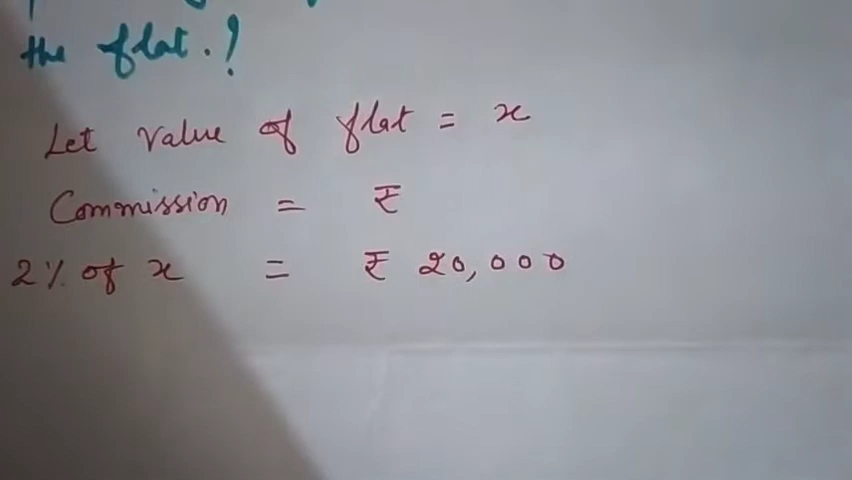 the flat.?
Let value of flat = x
Commission = ₹
2% of x = ₹ 20,000